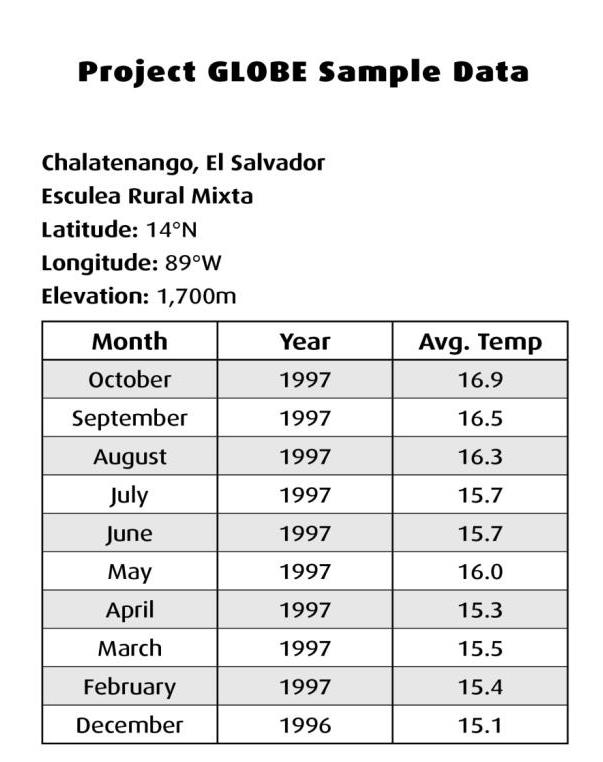 Project GLOBE Sample Data
Chalatenango, El Salvador
Esculea Rural Mixta
Latitude: 14°N
Longitude: 89°W
Elevation: 1,700m
Month Year Avg. Temp
October 1997 16.9
September 1997 16.5
August 1997 16.3
July 1997 15.7
June 1997 15.7
May 1997 16.0
April 1997 15.3
March 1997 15.5
February 1997 15.4
December 1996 15.1